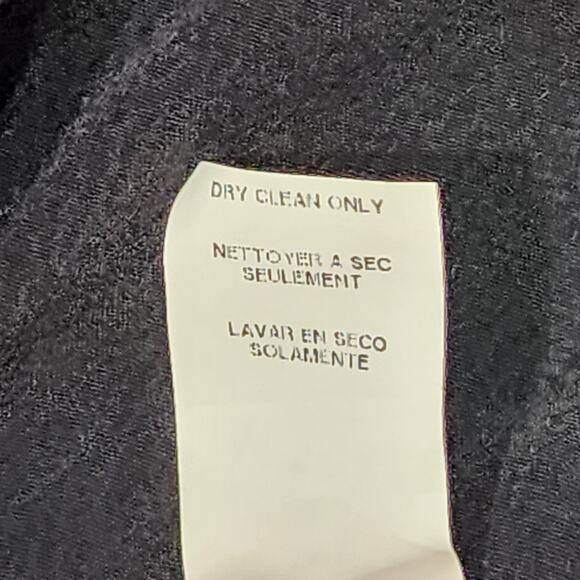 DRY CLEAN ONLY
NETTOYER A SEC
SEULEMENT
LAVAR EN SECO
SOLAMENTE